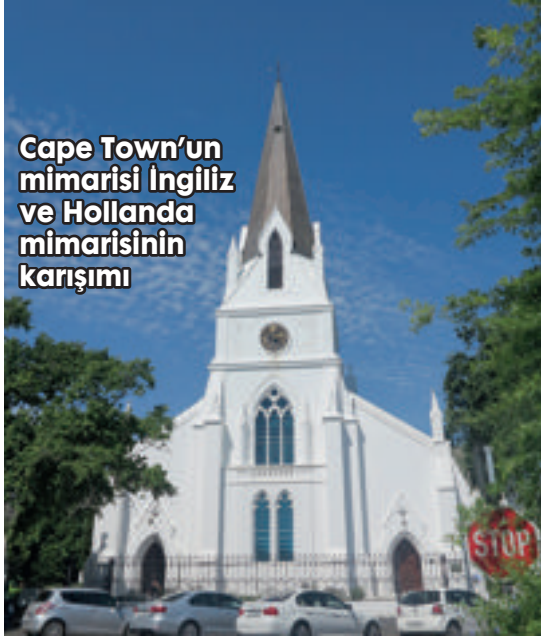 Cape Town’un
mimarisi İngiliz
ve Hollanda
mimarisinin
karışımı
STOP